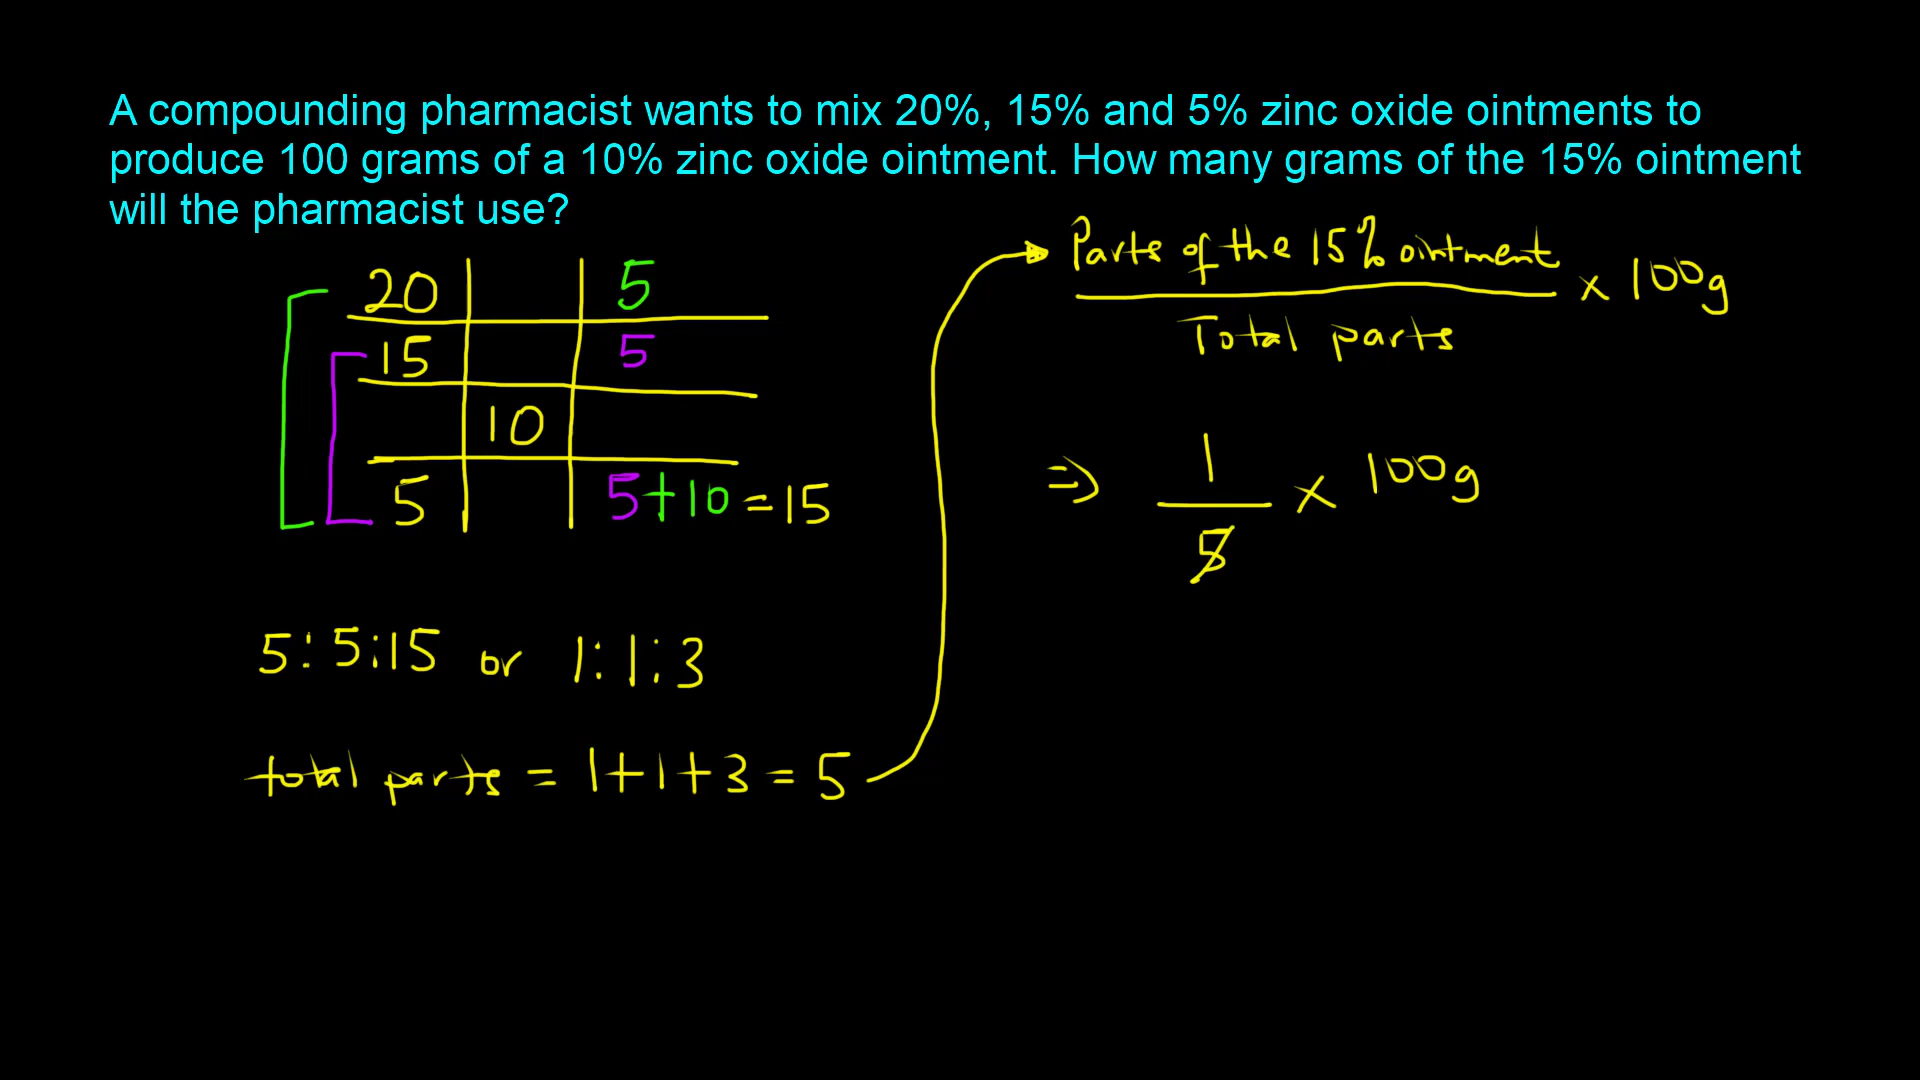 A compounding pharmacist wants to mix 20%, 15% and 5% zinc oxide ointments to
produce 100 grams of a 10% zinc oxide ointment. How many grams of the 15% ointment
will the pharmacist use?
20 5
15 5
10
5 5+10 = 15
5:5:15 or 1:1:3
total parts = 1+1+3 = 5
Parts of the 15% ointment
x 100g
Total parts
⇒ 1 x 100g
5